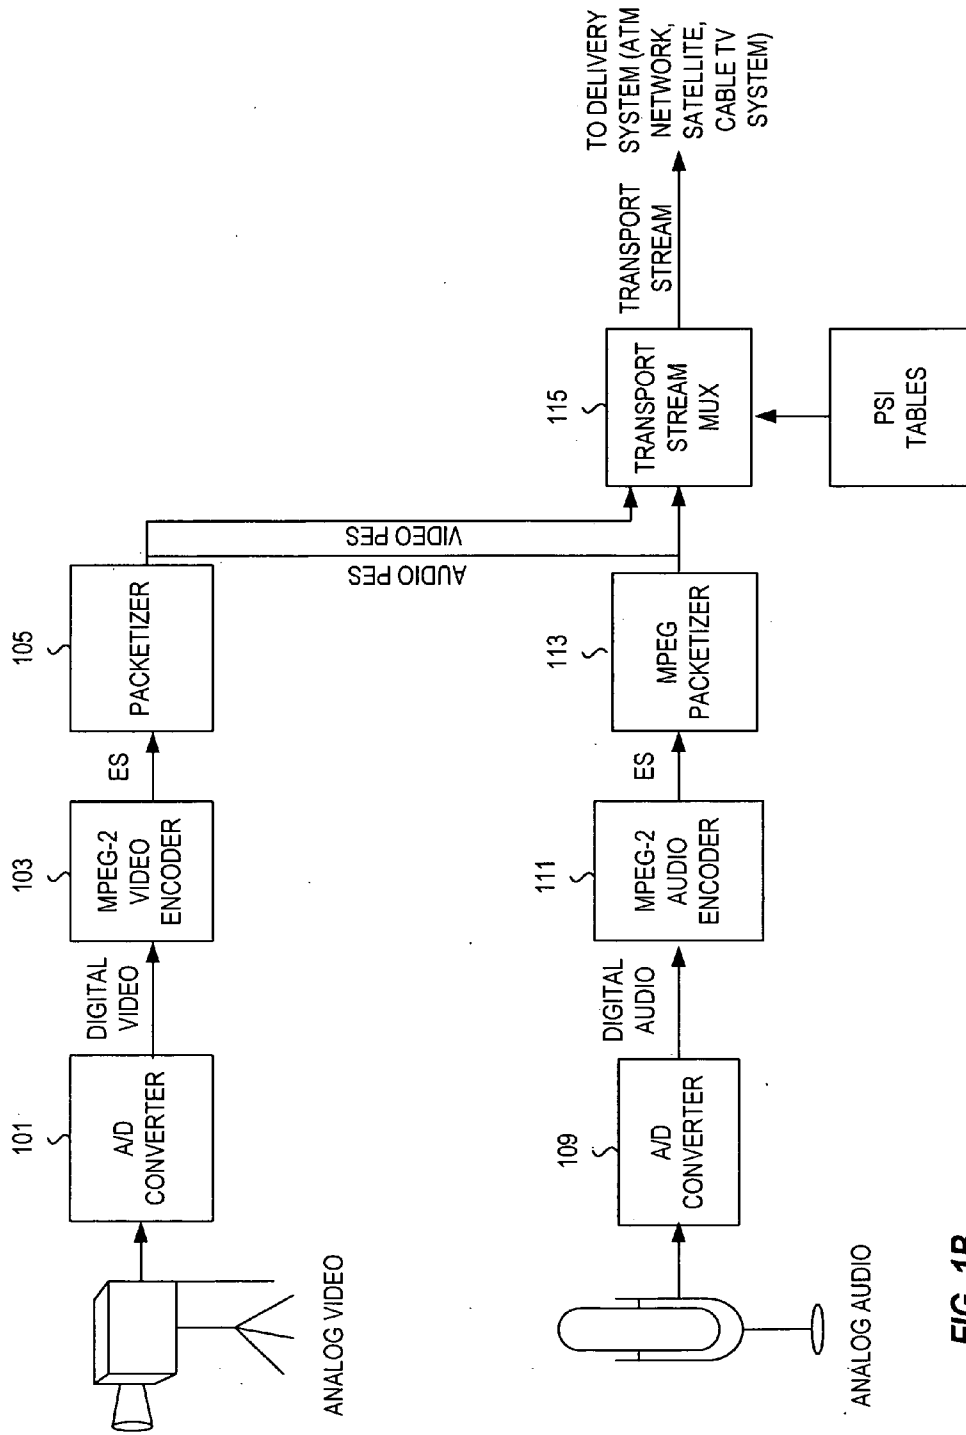 101
A/D
CONVERTER
DIGITAL
VIDEO
103
MPEG-2
VIDEO
ENCODER
ES
105
PACKETIZER
ANALOG VIDEO
AUDIO PES
VIDEO PES
109
A/D
CONVERTER
DIGITAL
AUDIO
111
MPEG-2
AUDIO
ENCODER
ES
113
MPEG
PACKETIZER
115
TRANSPORT
STREAM
MUX
TRANSPORT
STREAM
TO DELIVERY
SYSTEM (ATM
NETWORK,
SATELLITE,
CABLE TV
SYSTEM)
PSI
TABLES
ANALOG AUDIO
FIG. 1B